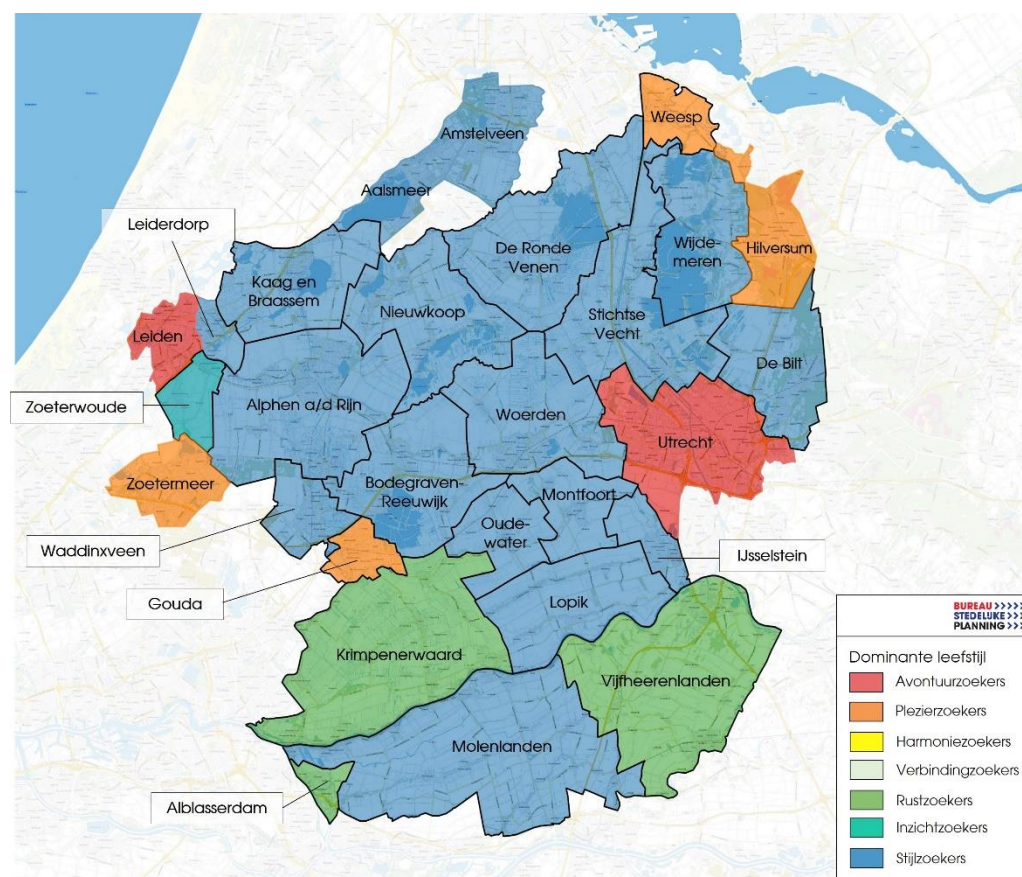 Weesp
Amstelveen
Aalsmeer
Leiderdorp
De Ronde
Venen
Wijde-
meren
Hilversum
Kaag en
Braassem
Nieuwkoop
Stichtse
Vecht
Leiden
De Bilt
Zoeterwoude
Alphen a/d Rijn
Woerden
Utrecht
Zoetermeer
Bodegraven-
Reeuwijk
Montfoort
Oude-
water
Waddinxveen
IJsselstein
Gouda
Lopik
Krimpenerwaard
Vijfheerenlanden
Molenlanden
Alblasserdam
BUREAU >>>>>
STEDELIJKE >>>>>
PLANNING >>>
Dominante leefstijl
Avontuurzoekers
Plezierzoekers
Harmoniezoekers
Verbindingzoekers
Rustzoekers
Inzichtzoekers
Stijlzoekers